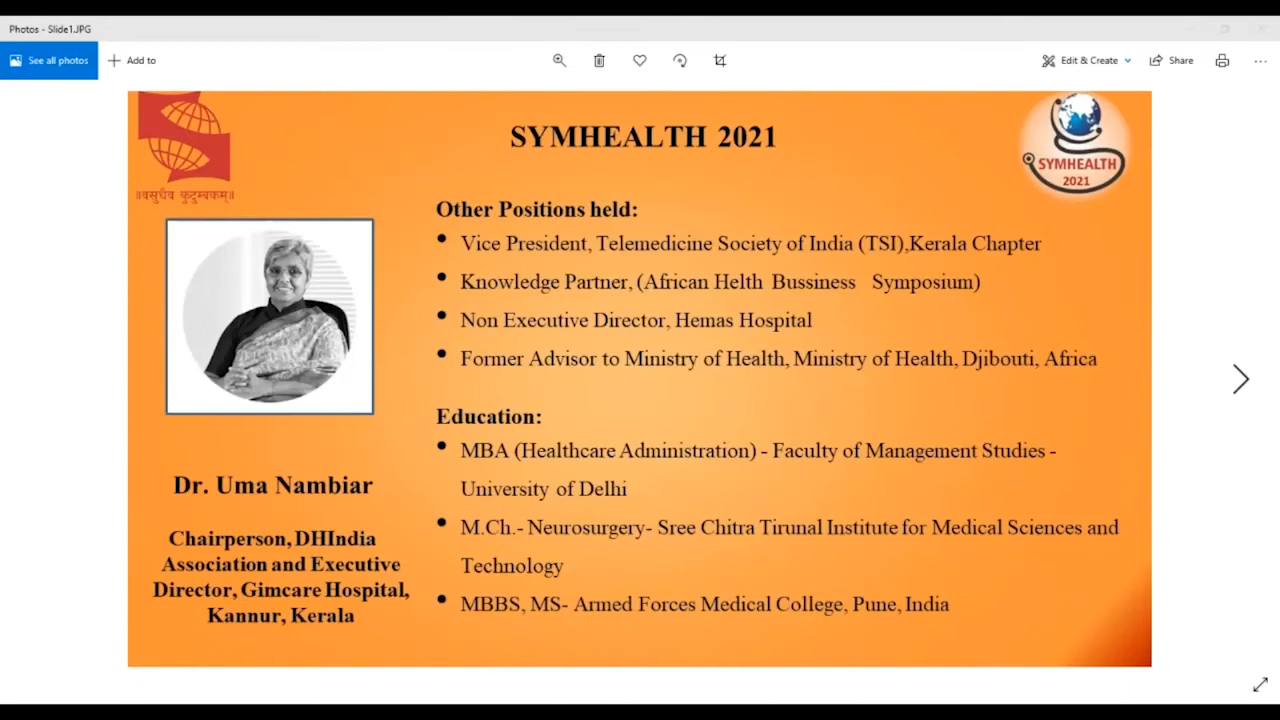 Photos - Slide1.JPG
See all photos
Add to
Edit & Create
Share
SYMHEALTH 2021
॥वसुधैव कुटुम्बकम्॥
SYMHEALTH
2021
Other Positions held:
• Vice President, Telemedicine Society of India (TSI),Kerala Chapter
• Knowledge Partner, (African Helth Bussiness Symposium)
• Non Executive Director, Hemas Hospital
• Former Advisor to Ministry of Health, Ministry of Health, Djibouti, Africa
Education:
• MBA (Healthcare Administration) - Faculty of Management Studies -
University of Delhi
• M.Ch.- Neurosurgery- Sree Chitra Tirunal Institute for Medical Sciences and
Technology
• MBBS, MS- Armed Forces Medical College, Pune, India
Dr. Uma Nambiar
Chairperson, DHIndia
Association and Executive
Director, Gimcare Hospital,
Kannur, Kerala